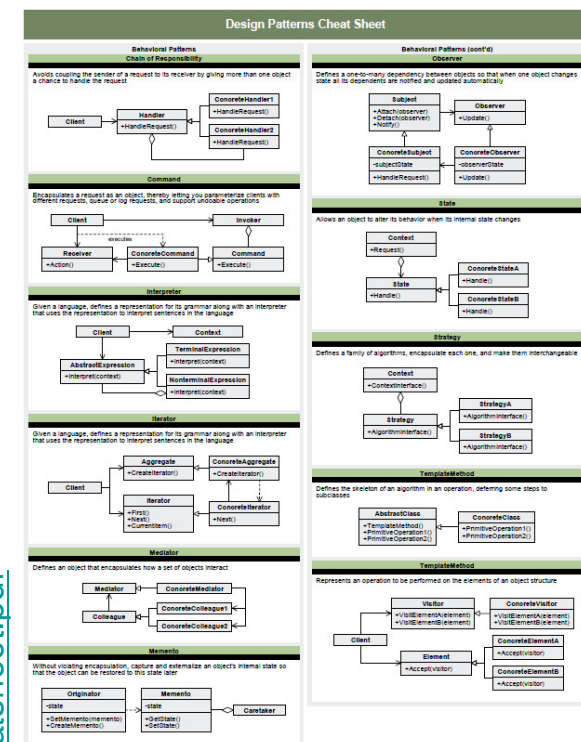 Design Patterns Cheat Sheet
Behavioral Patterns
Chain of Responsibility
Avoids coupling the sender of a request to its receiver by giving more than one object
a chance to handle the request
Client
Handler
+HandleRequest()
ConcreteHandler1
+HandleRequest()
ConcreteHandler2
+HandleRequest()
Command
Encapsulates a request as an object, thereby letting you parameterize clients with
different requests, queue or log requests, and support undoable operations
Client
Invoker
executes
Receiver
+Action()
ConcreteCommand
+Execute()
Command
+Execute()
Interpreter
Given a language, defines a representation for its grammar along with an interpreter
that uses the representation to interpret sentences in the language
Client
Context
AbstractExpression
+Interpret(context)
TerminalExpression
+Interpret(context)
NonterminalExpression
+Interpret(context)
Iterator
Given a language, defines a representation for its grammar along with an interpreter
that uses the representation to interpret sentences in the language
Aggregate
+CreateIterator()
ConcreteAggregate
+CreateIterator()
Client
Iterator
+First()
+Next()
+CurrentItem()
ConcreteIterator
+Next()
Mediator
Defines an object that encapsulates how a set of objects interact
Mediator
ConcreteMediator
Colleague
ConcreteColleague1
ConcreteColleague2
Memento
Without violating encapsulation, capture and externalize an object's internal state so
that the object can be restored to this state later
Originator
-state
+SetMemento(memento)
+CreateMemento()
Memento
-state
+GetState()
+SetState()
Caretaker
Behavioral Patterns (cont'd)
Observer
Defines a one-to-many dependency between objects so that when one object changes
state all its dependents are notified and updated automatically
Subject
+Attach(observer)
+Detach(observer)
+Notify()
Observer
+Update()
ConcreteSubject
-subjectState
+HandleRequest()
ConcreteObserver
-observerState
+Update()
State
Allows an object to alter its behavior when its internal state changes
Context
+Request()
State
+Handle()
ConcreteStateA
+Handle()
ConcreteStateB
+Handle()
Strategy
Defines a family of algorithms, encapsulate each one, and make them interchangeable
Context
+ContextInterface()
Strategy
+AlgorithmInterface()
StrategyA
+AlgorithmInterface()
StrategyB
+AlgorithmInterface()
TemplateMethod
Defines the skeleton of an algorithm in an operation, deferring some steps to
subclasses
AbstractClass
+TemplateMethod()
+PrimitiveOperation1()
+PrimitiveOperation2()
ConcreteClass
+PrimitiveOperation1()
+PrimitiveOperation2()
TemplateMethod
Represents an operation to be performed on the elements of an object structure
Visitor
+VisitElementA(element)
+VisitElementB(element)
ConcreteVisitor
+VisitElementA(element)
+VisitElementB(element)
Client
Element
+Accept(visitor)
ConcreteElementA
+Accept(visitor)
ConcreteElementB
+Accept(visitor)